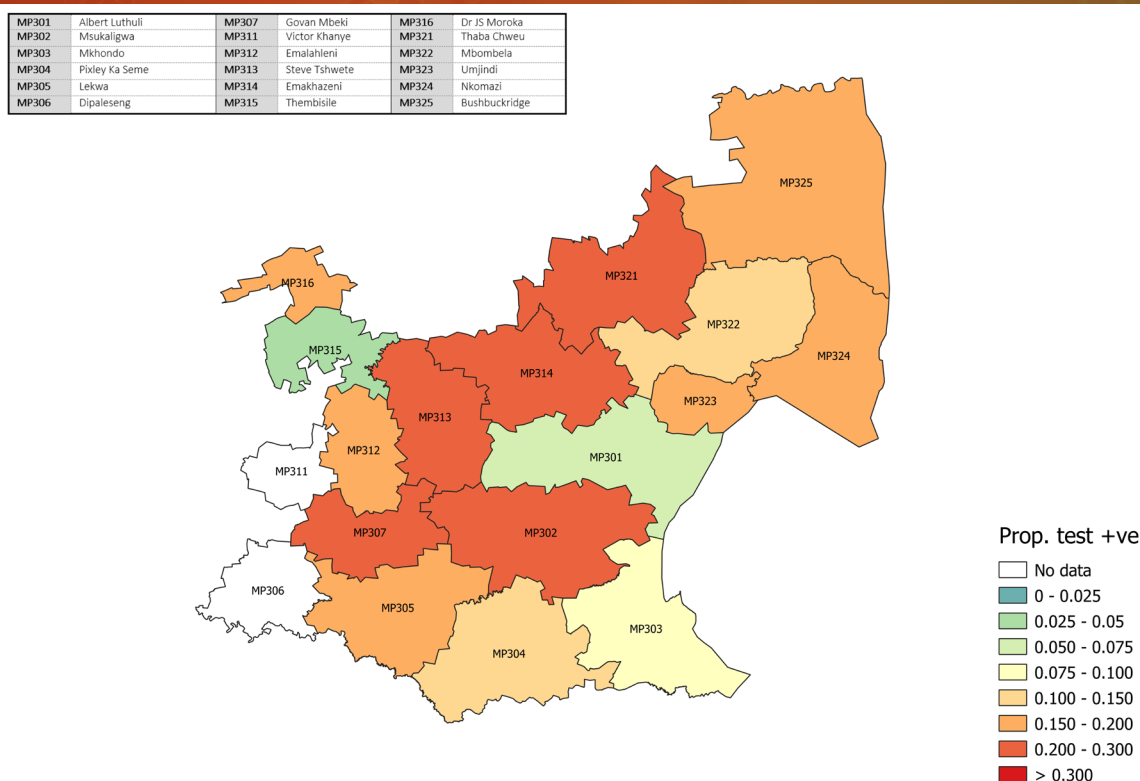 MP301 Albert Luthuli MP307 Govan Mbeki MP316 Dr JS Moroka
MP302 Msukaligwa MP311 Victor Khanye MP321 Thaba Chweu
MP303 Mkhondo MP312 Emalahleni MP322 Mbombela
MP304 Pixley Ka Seme MP313 Steve Tshwete MP323 Umjindi
MP305 Lekwa MP314 Emakhazeni MP324 Nkomazi
MP306 Dipaleseng MP315 Thembisile MP325 Bushbuckridge
MP325
MP321
MP316
MP322
MP315
MP324
MP314
MP323
MP313
MP312
MP301
MP311
MP307
MP302
MP306
MP305
MP303
MP304
Prop. test +ve
No data
0 - 0.025
0.025 - 0.05
0.050 - 0.075
0.075 - 0.100
0.100 - 0.150
0.150 - 0.200
0.200 - 0.300
> 0.300